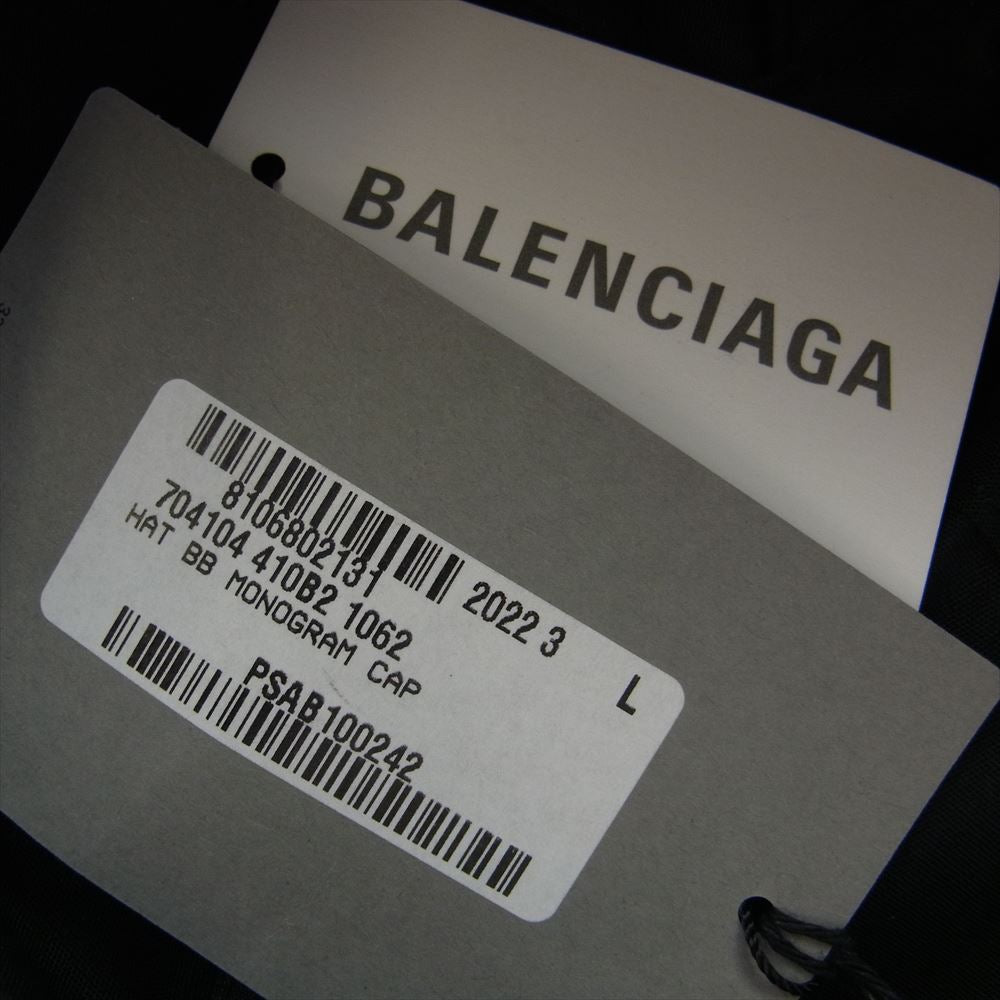 BALENCIAGA
8106802131
704104 410B2 1062
2022 3
HAT BB MONOGRAM CAP
L
PSAB100242